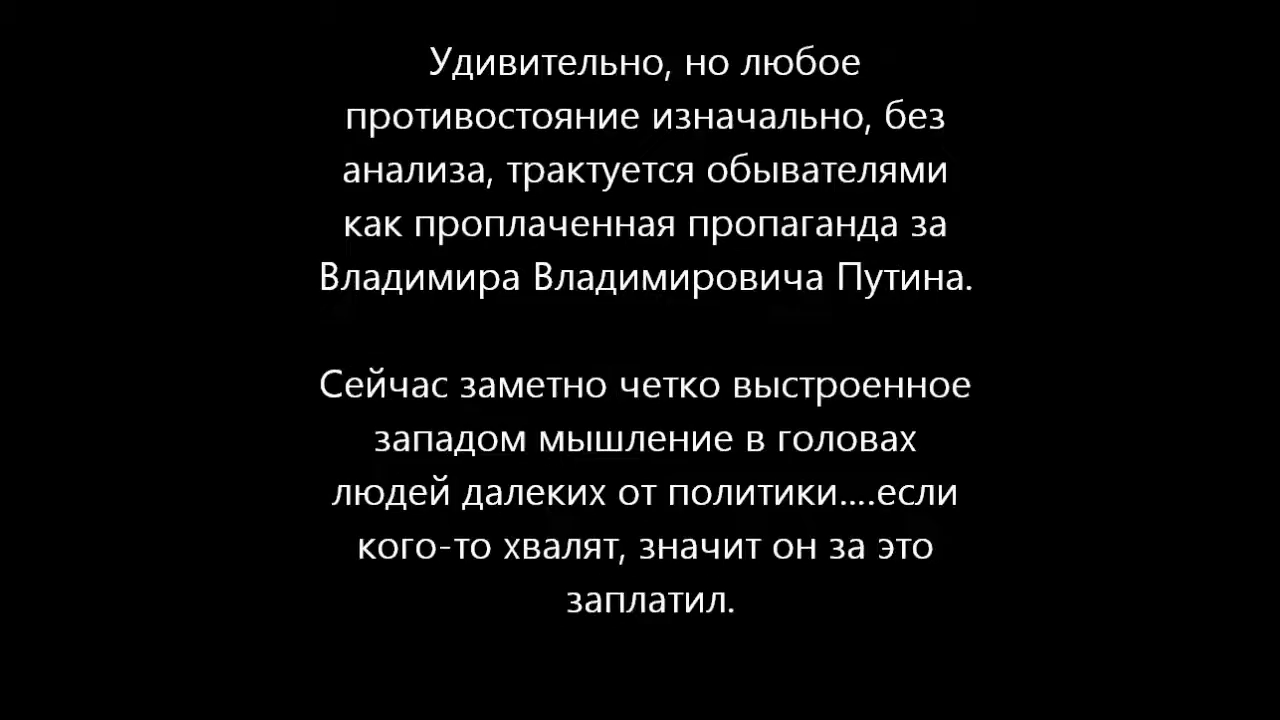 Удивительно, но любое
противостояние изначально, без
анализа, трактуется обывателями
как проплаченная пропаганда за
Владимира Владимировича Путина.
Сейчас заметно четко выстроенное
западом мышление в головах
людей далеких от политики....если
кого-то хвалят, значит он за это
заплатил.